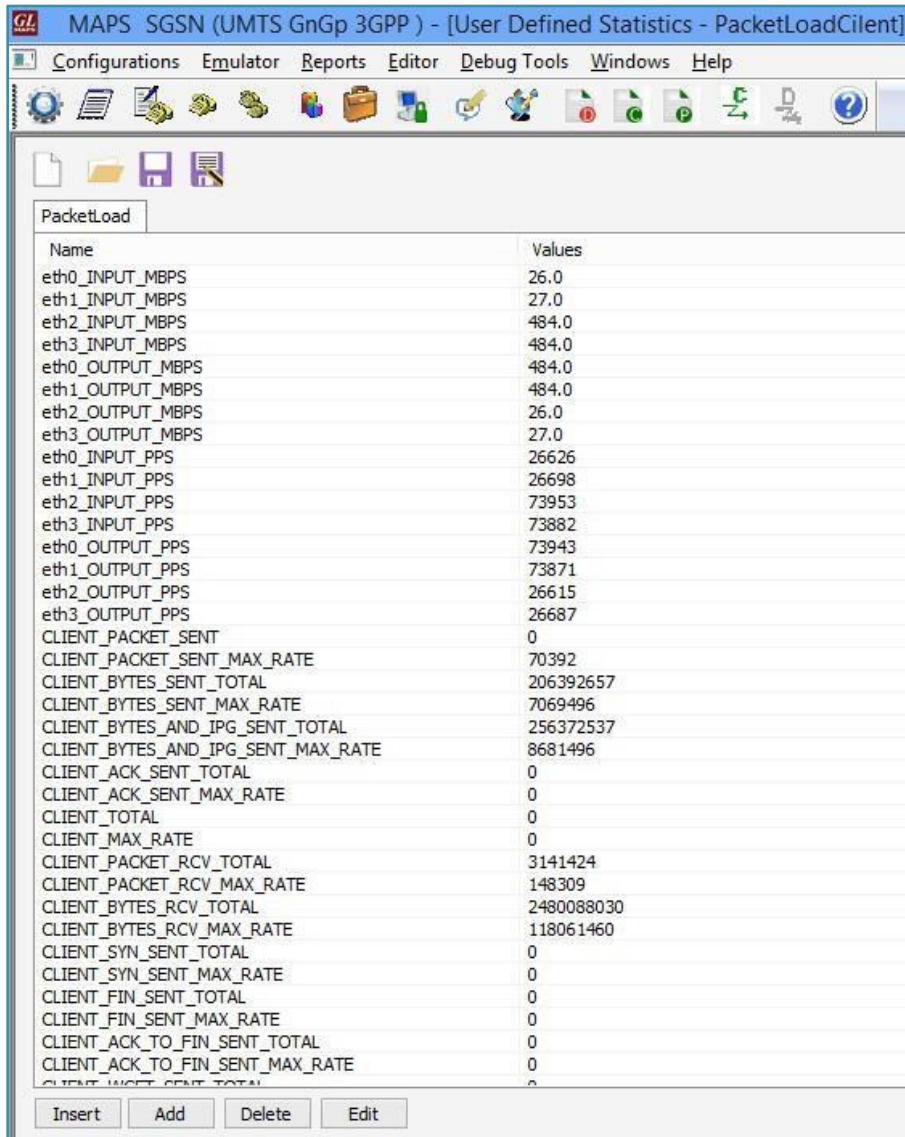 GL MAPS MAPS SGSN (UMTS GnGp 3GPP ) - [User Defined Statistics - PacketLoadCilent]
Configurations Emulator Reports Editor Debug Tools Windows Help
D C P C D ?
PacketLoad
Name Values
eth0_INPUT_MBPS 26.0
eth1_INPUT_MBPS 27.0
eth2_INPUT_MBPS 484.0
eth3_INPUT_MBPS 484.0
eth0_OUTPUT_MBPS 484.0
eth1_OUTPUT_MBPS 484.0
eth2_OUTPUT_MBPS 26.0
eth3_OUTPUT_MBPS 27.0
eth0_INPUT_PPS 26626
eth1_INPUT_PPS 26698
eth2_INPUT_PPS 73953
eth3_INPUT_PPS 73882
eth0_OUTPUT_PPS 73943
eth1_OUTPUT_PPS 73871
eth2_OUTPUT_PPS 26615
eth3_OUTPUT_PPS 26687
CLIENT_PACKET_SENT 0
CLIENT_PACKET_SENT_MAX_RATE 70392
CLIENT_BYTES_SENT_TOTAL 206392657
CLIENT_BYTES_SENT_MAX_RATE 7069496
CLIENT_BYTES_AND_IPG_SENT_TOTAL 256372537
CLIENT_BYTES_AND_IPG_SENT_MAX_RATE 8681496
CLIENT_ACK_SENT_TOTAL 0
CLIENT_ACK_SENT_MAX_RATE 0
CLIENT_TOTAL 0
CLIENT_MAX_RATE 0
CLIENT_PACKET_RCV_TOTAL 3141424
CLIENT_PACKET_RCV_MAX_RATE 148309
CLIENT_BYTES_RCV_TOTAL 2480088030
CLIENT_BYTES_RCV_MAX_RATE 118061460
CLIENT_SYN_SENT_TOTAL 0
CLIENT_SYN_SENT_MAX_RATE 0
CLIENT_FIN_SENT_TOTAL 0
CLIENT_FIN_SENT_MAX_RATE 0
CLIENT_ACK_TO_FIN_SENT_TOTAL 0
CLIENT_ACK_TO_FIN_SENT_MAX_RATE 0
Insert Add Delete Edit